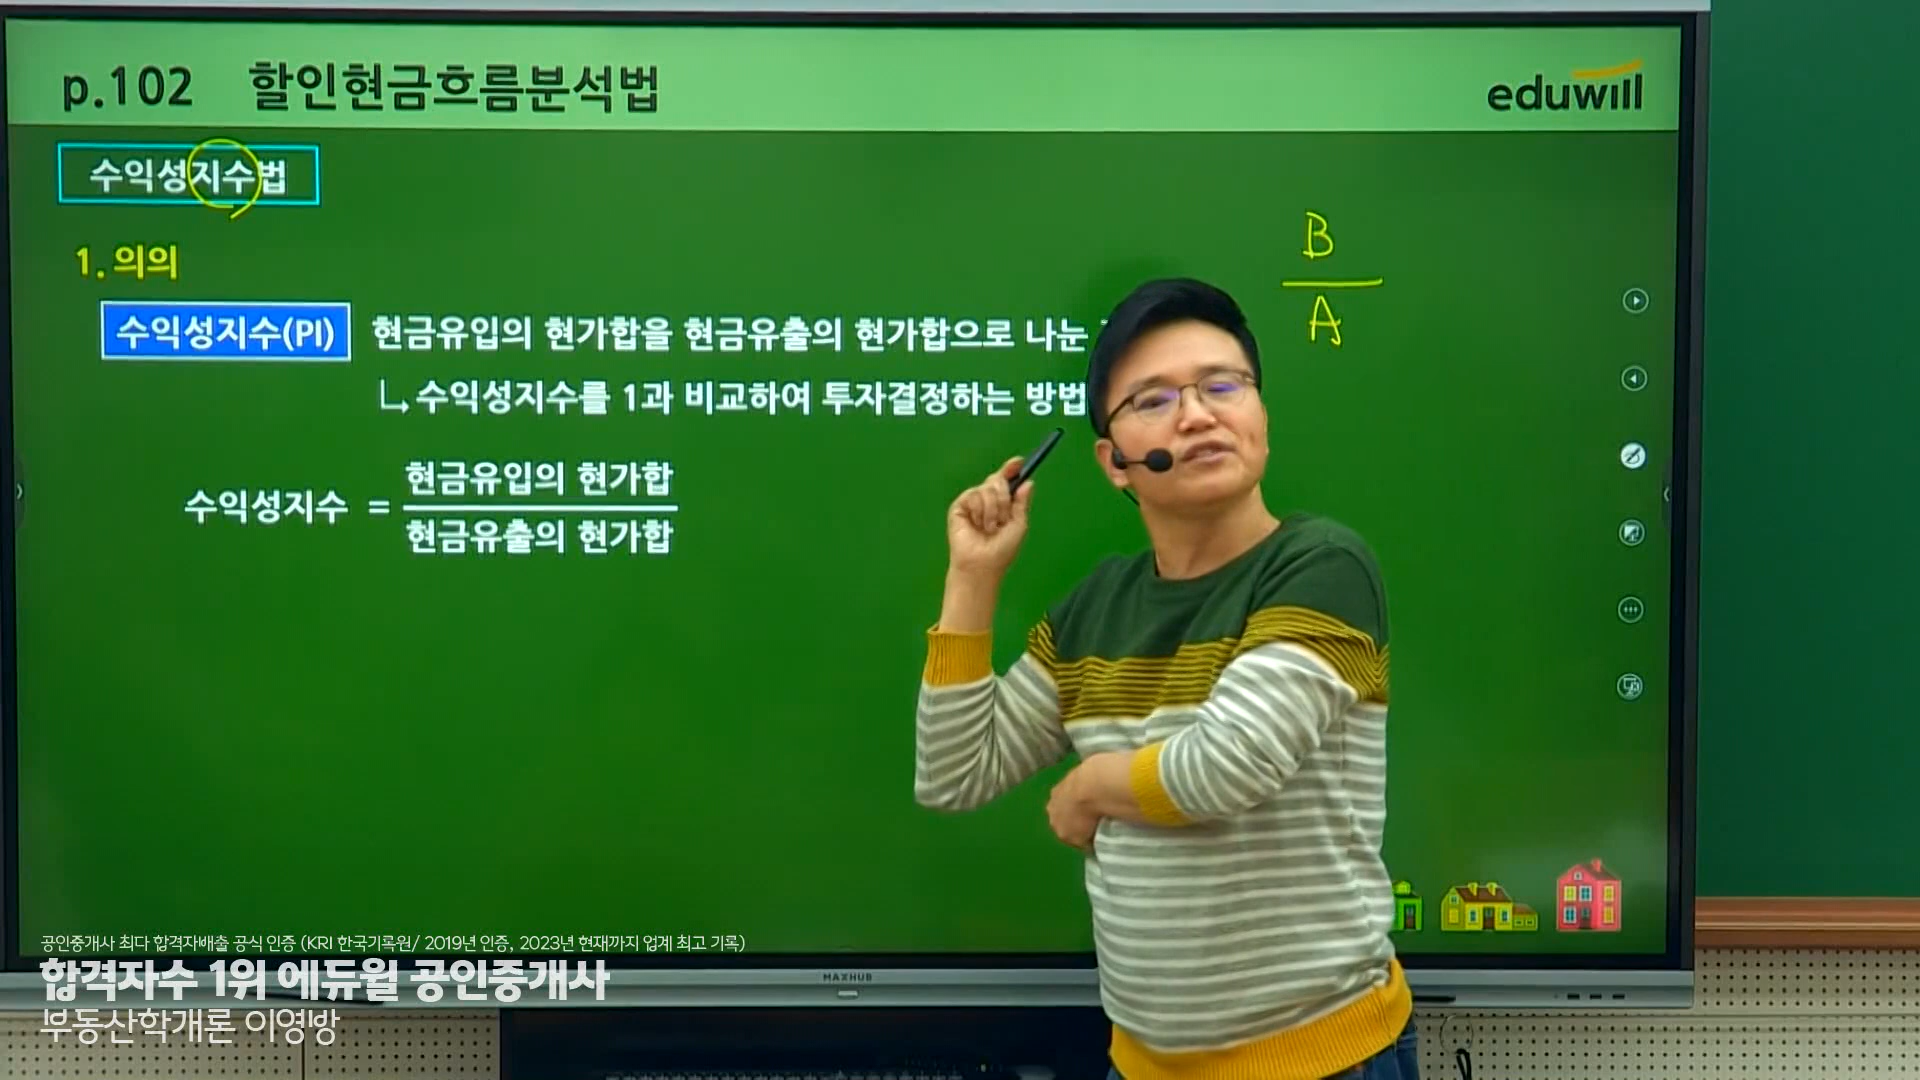 p.102 할인현금흐름분석법
eduwill
수익성지수법
B
A
1. 의의
수익성지수(PI) 현금유입의 현가합을 현금유출의 현가합으로 나눈
↳ 수익성지수를 1과 비교하여 투자결정하는 방법
수익성지수 = 현금유입의 현가합
현금유출의 현가합
공인중개사 최다 합격자배출 공식 인증 (KRI 한국기록원/ 2019년 인증, 2023년 현재까지 업계 최고 기록)
합격자수 1위 에듀윌 공인중개사
부동산학개론 이영방
MAXHUB